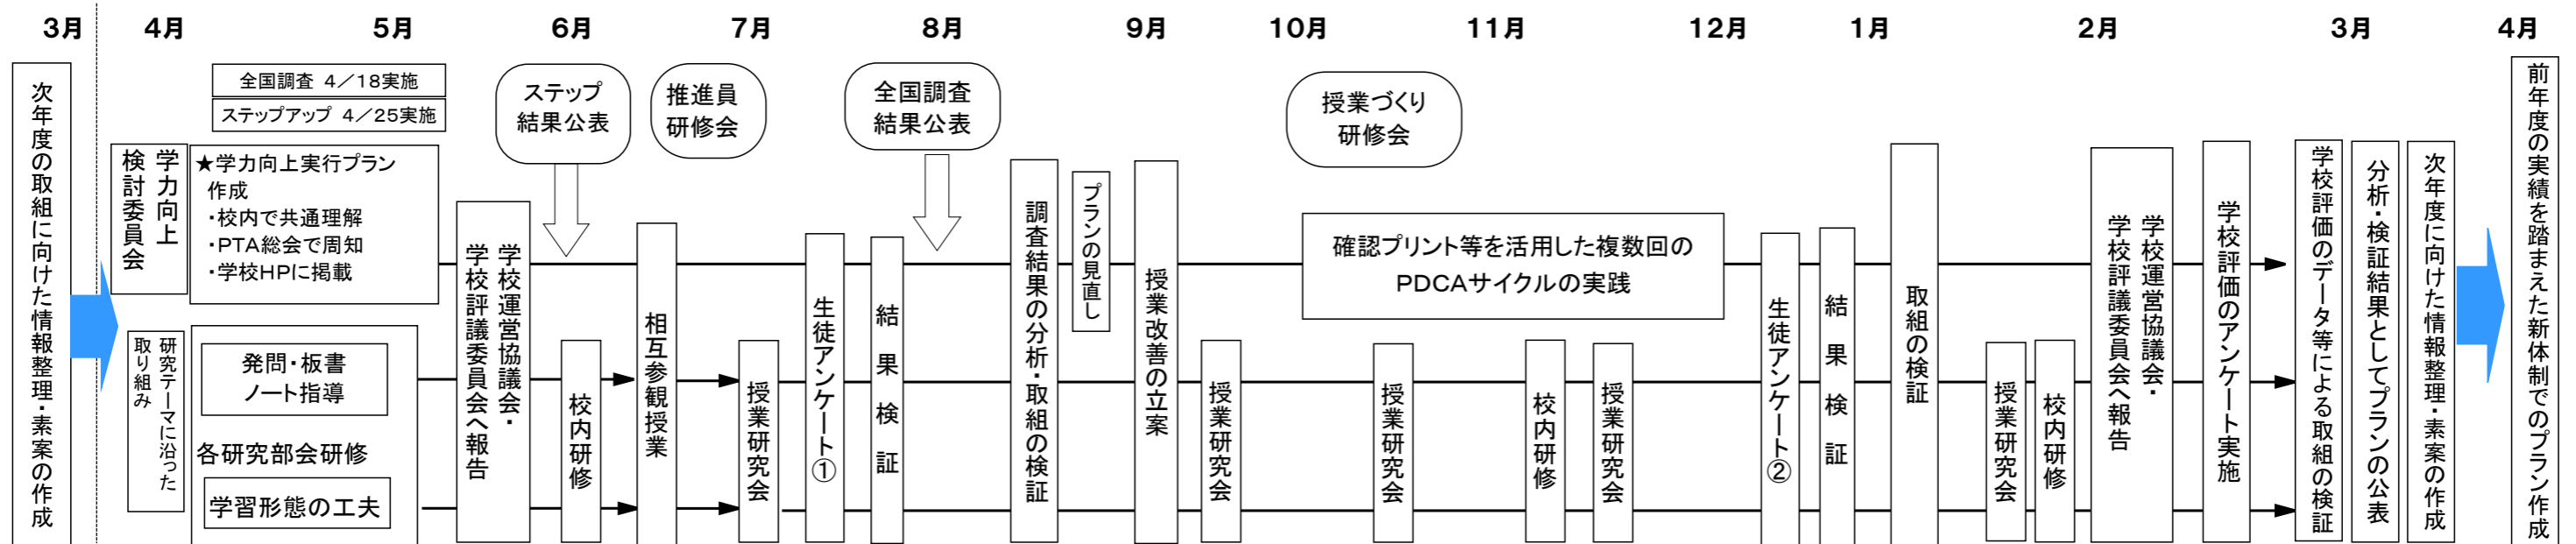 3月
4月
5月
6月
7月
8月
9月
10月
11月
12月
1月
2月
3月
4月
次年度の取組に向けた情報整理・素案の作成
全国調査 4/18実施
ステップアップ 4/25実施
学力向上
検討委員会
★学力向上実行プラン
作成
・校内で共通理解
・PTA総会で周知
・学校HPに掲載
研究テーマに沿った
取り組み
発問・板書
ノート指導
各研究部会研修
学習形態の工夫
学校運営協議会・
学校評議委員会へ報告
ステップ
結果公表
校内研修
相互参観授業
推進員
研修会
授業研究会
生徒アンケート①
結果検証
全国調査
結果公表
調査結果の分析・取組の検証
プランの見直し
授業改善の立案
授業研究会
授業づくり
研修会
確認プリント等を活用した複数回の
PDCAサイクルの実践
授業研究会
校内研修
授業研究会
生徒アンケート②
結果検証
取組の検証
授業研究会
校内研修
学校運営協議会・
学校評議委員会へ報告
学校評価のアンケート実施
学校評価のデータ等による取組の検証
分析・検証結果としてプランの公表
次年度に向けた情報整理・素案の作成
前年度の実績を踏まえた新体制でのプラン作成